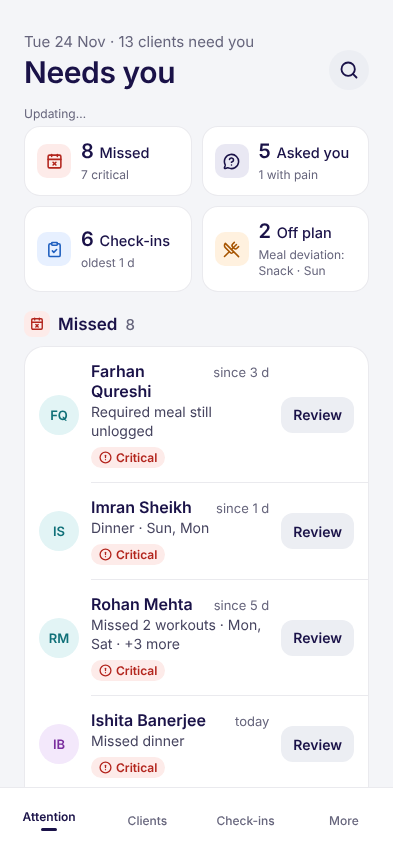 Tue 24 Nov · 13 clients need you
Needs you
Updating…
8 Missed
7 critical
5 Asked you
1 with pain
6 Check-ins
oldest 1 d
2 Off plan
Meal deviation:
Snack · Sun
Missed 8
Farhan
Qureshi
since 3 d
FQ
Required meal still
unlogged
Critical
Review
Imran Sheikh
since 1 d
IS
Dinner · Sun, Mon
Critical
Review
Rohan Mehta
since 5 d
RM
Missed 2 workouts · Mon,
Sat · +3 more
Critical
Review
Ishita Banerjee
today
IB
Missed dinner
Critical
Review
Attention
Clients
Check-ins
More